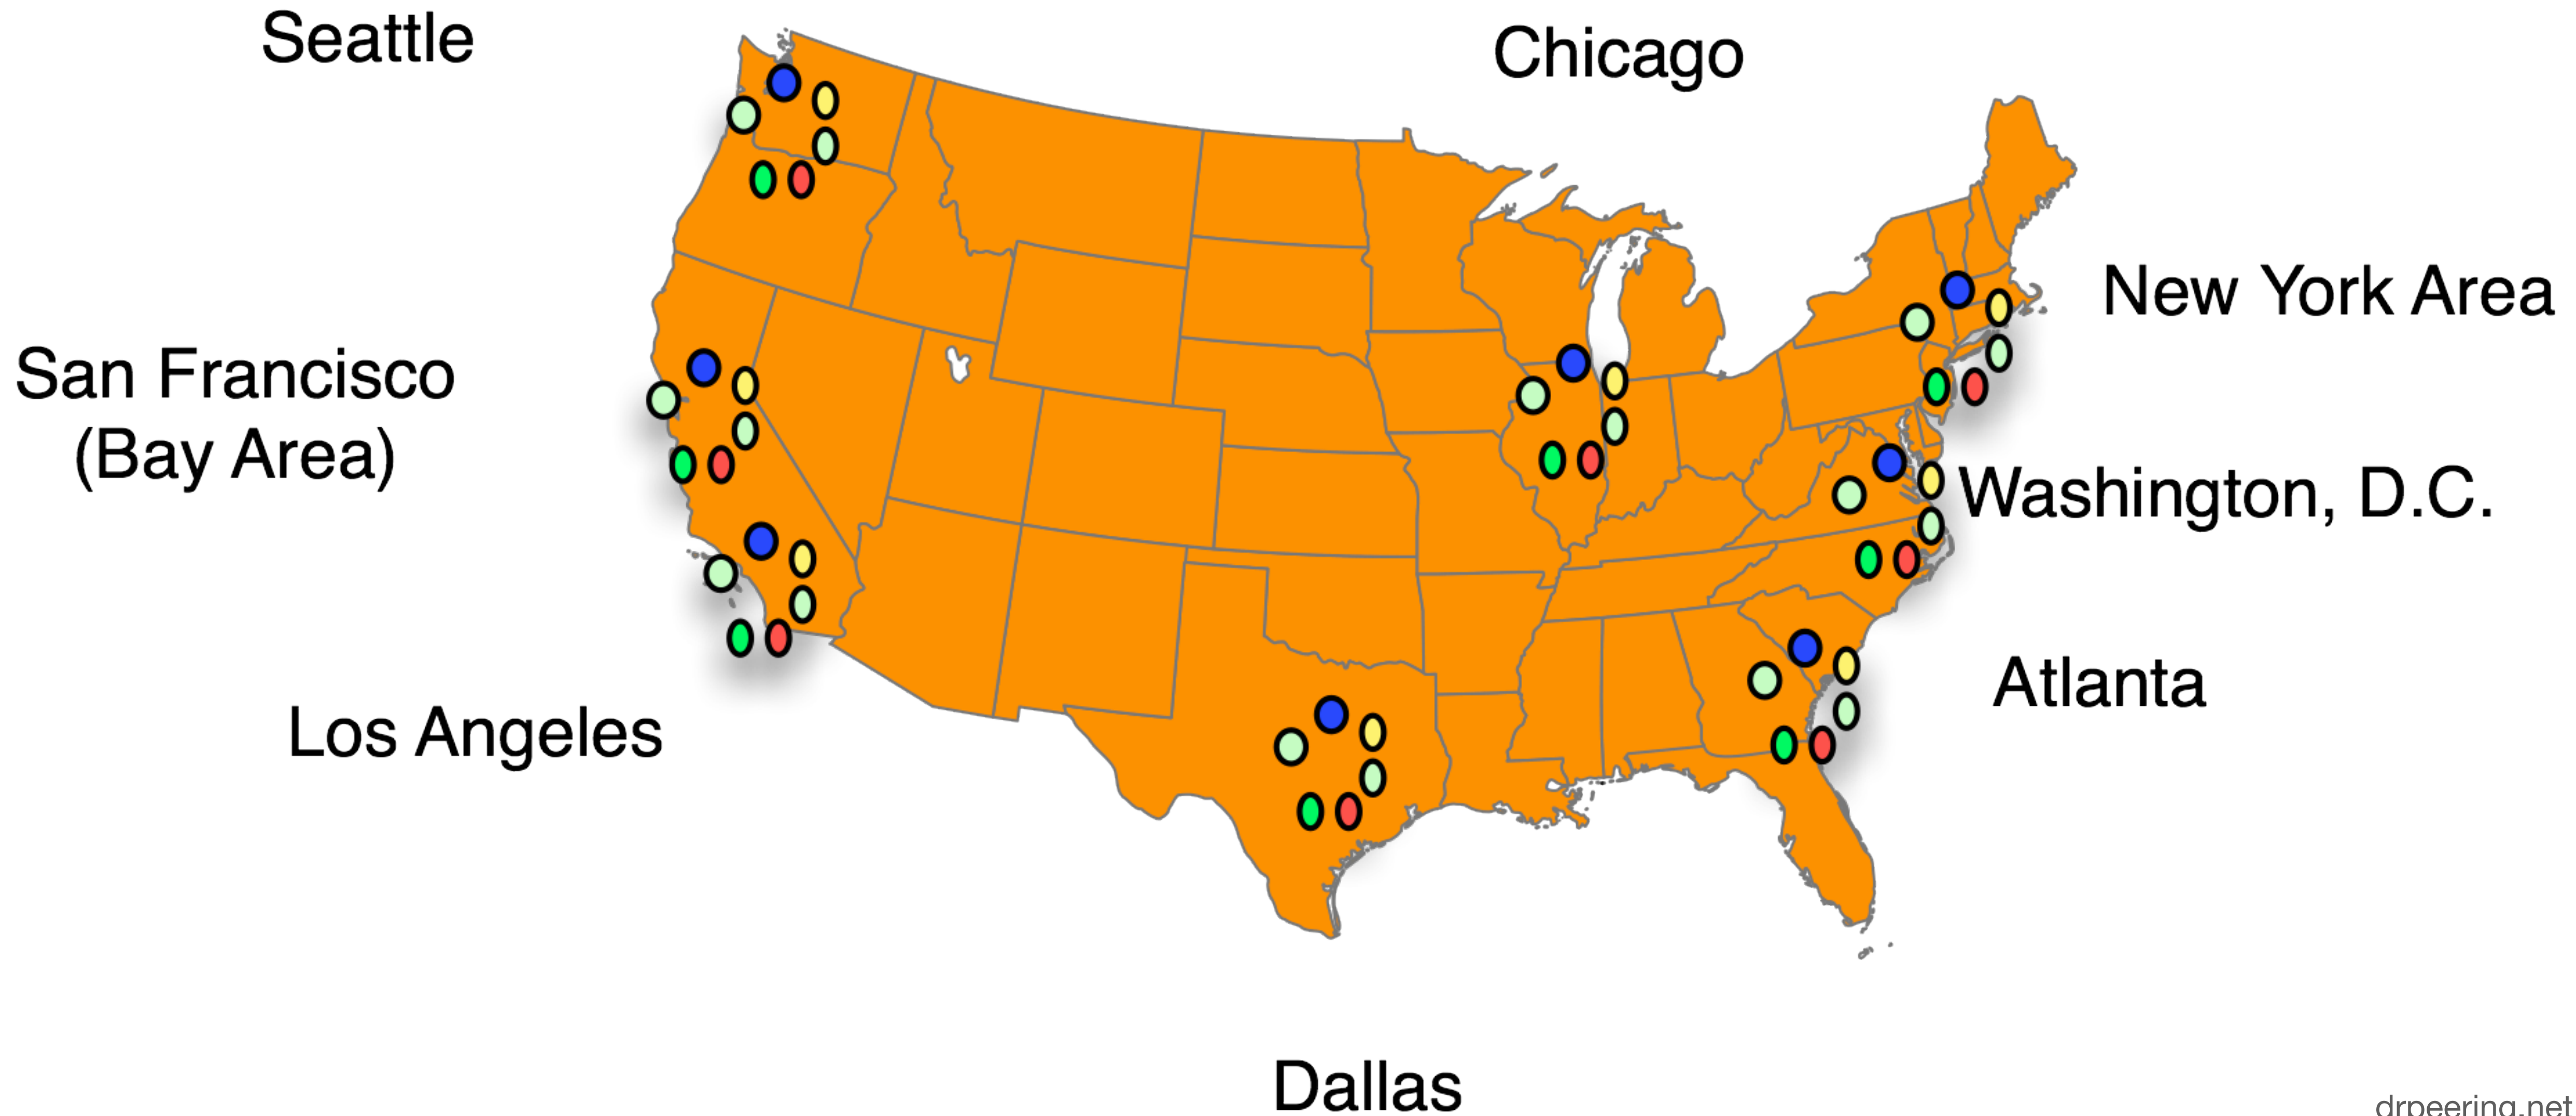 Seattle
Chicago
New York Area
San Francisco
(Bay Area)
Washington, D.C.
Atlanta
Los Angeles
Dallas
drpeering.net